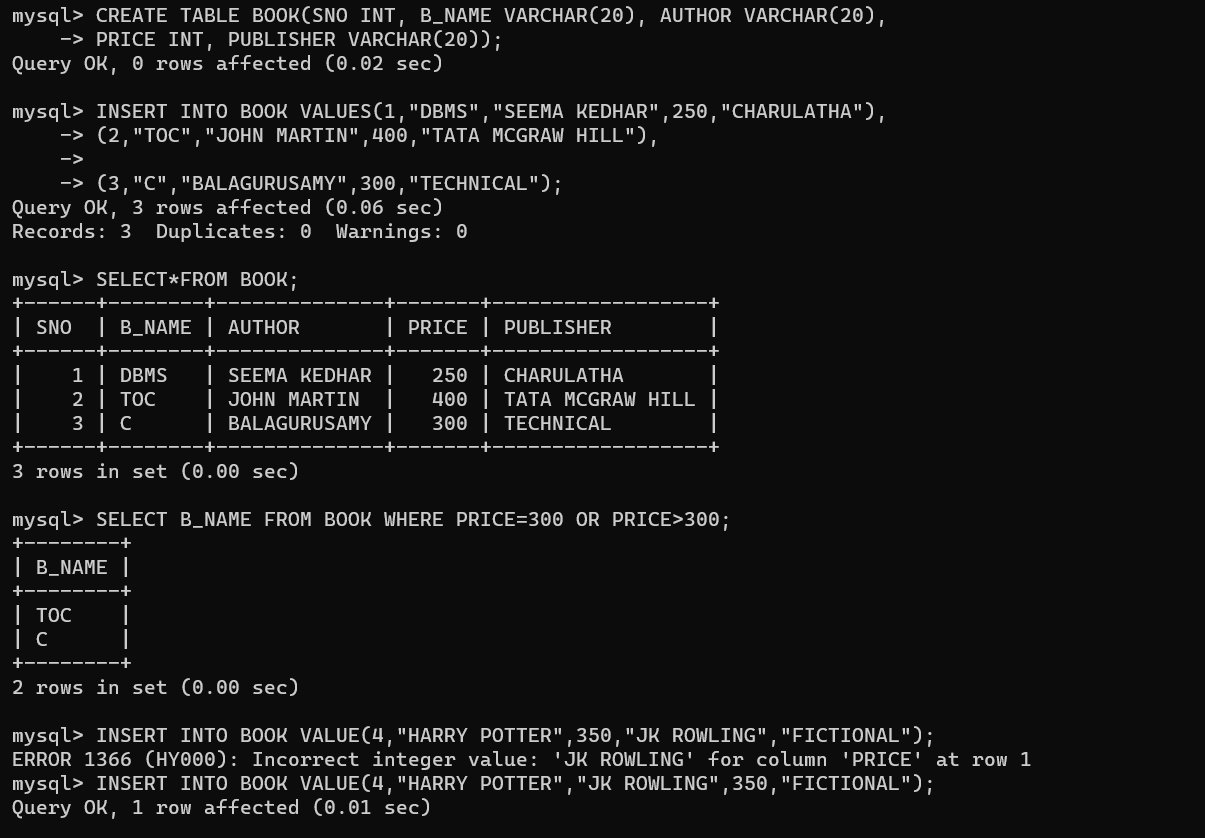 mysql> CREATE TABLE BOOK(SNO INT, B_NAME VARCHAR(20), AUTHOR VARCHAR(20),
    -> PRICE INT, PUBLISHER VARCHAR(20));
Query OK, 0 rows affected (0.02 sec)

mysql> INSERT INTO BOOK VALUES(1,"DBMS","SEEMA KEDHAR",250,"CHARULATHA"),
    -> (2,"TOC","JOHN MARTIN",400,"TATA MCGRAW HILL"),
    ->
    -> (3,"C","BALAGURUSAMY",300,"TECHNICAL");
Query OK, 3 rows affected (0.06 sec)
Records: 3  Duplicates: 0  Warnings: 0

mysql> SELECT*FROM BOOK;
+------+--------+--------------+-------+------------------+
| SNO  | B_NAME | AUTHOR       | PRICE | PUBLISHER        |
+------+--------+--------------+-------+------------------+
|    1 | DBMS   | SEEMA KEDHAR |   250 | CHARULATHA       |
|    2 | TOC    | JOHN MARTIN  |   400 | TATA MCGRAW HILL |
|    3 | C      | BALAGURUSAMY |   300 | TECHNICAL        |
+------+--------+--------------+-------+------------------+
3 rows in set (0.00 sec)

mysql> SELECT B_NAME FROM BOOK WHERE PRICE=300 OR PRICE>300;
+--------+
| B_NAME |
+--------+
| TOC    |
| C      |
+--------+
2 rows in set (0.00 sec)

mysql> INSERT INTO BOOK VALUE(4,"HARRY POTTER",350,"JK ROWLING","FICTIONAL");
ERROR 1366 (HY000): Incorrect integer value: 'JK ROWLING' for column 'PRICE' at row 1
mysql> INSERT INTO BOOK VALUE(4,"HARRY POTTER","JK ROWLING",350,"FICTIONAL");
Query OK, 1 row affected (0.01 sec)